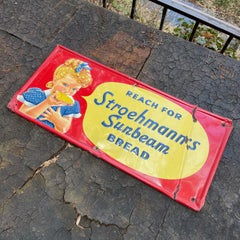 REACH FOR
Stroehmann's
Sunbeam
BREAD